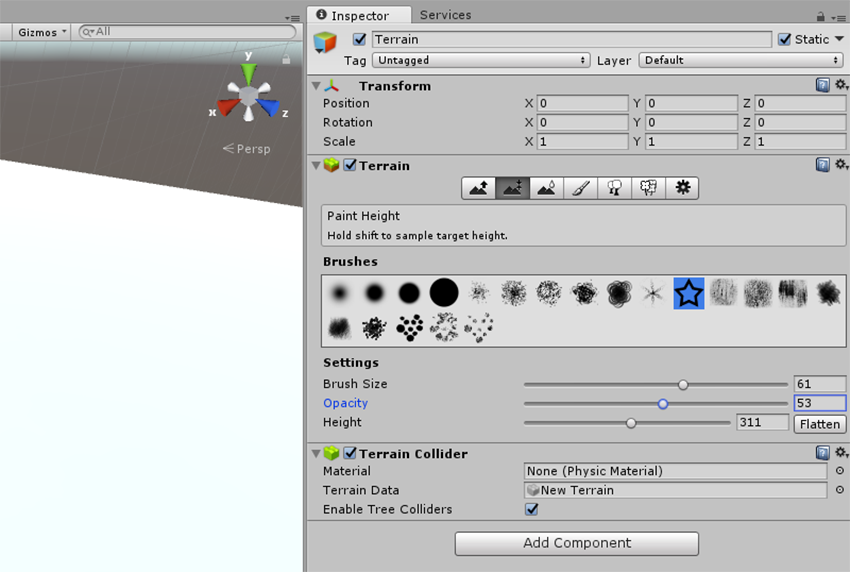 Inspector Services
Gizmos All
Terrain Static
Tag Untagged Layer Default
y
x
z
Persp
Transform
Position X 0 Y 0 Z 0
Rotation X 0 Y 0 Z 0
Scale X 1 Y 1 Z 1
Terrain
Paint Height
Hold shift to sample target height.
Brushes
Settings
Brush Size 61
Opacity 53
Height 311 Flatten
Terrain Collider
Material None (Physic Material)
Terrain Data New Terrain
Enable Tree Colliders
Add Component